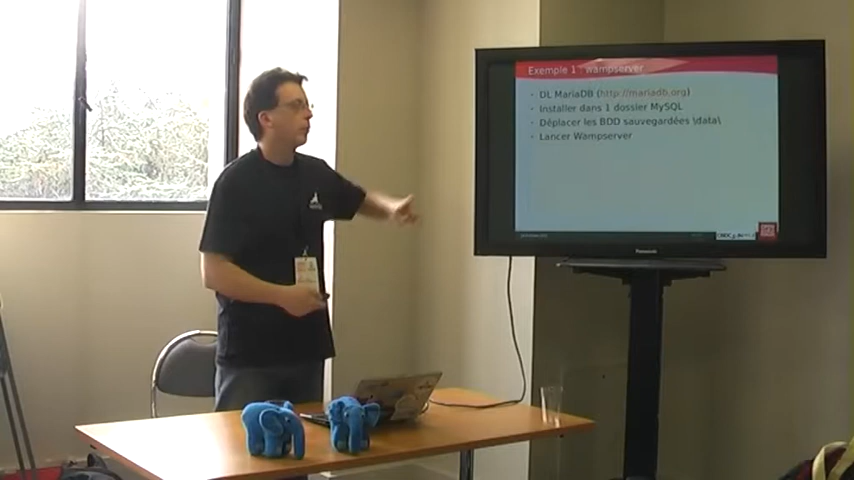 Exemple 1 : wampserver
• DL MariaDB (http://mariadb.org)
• Installer dans 1 dossier MySQL
• Déplacer les BDD sauvegardées \data\
• Lancer Wampserver
Panasonic